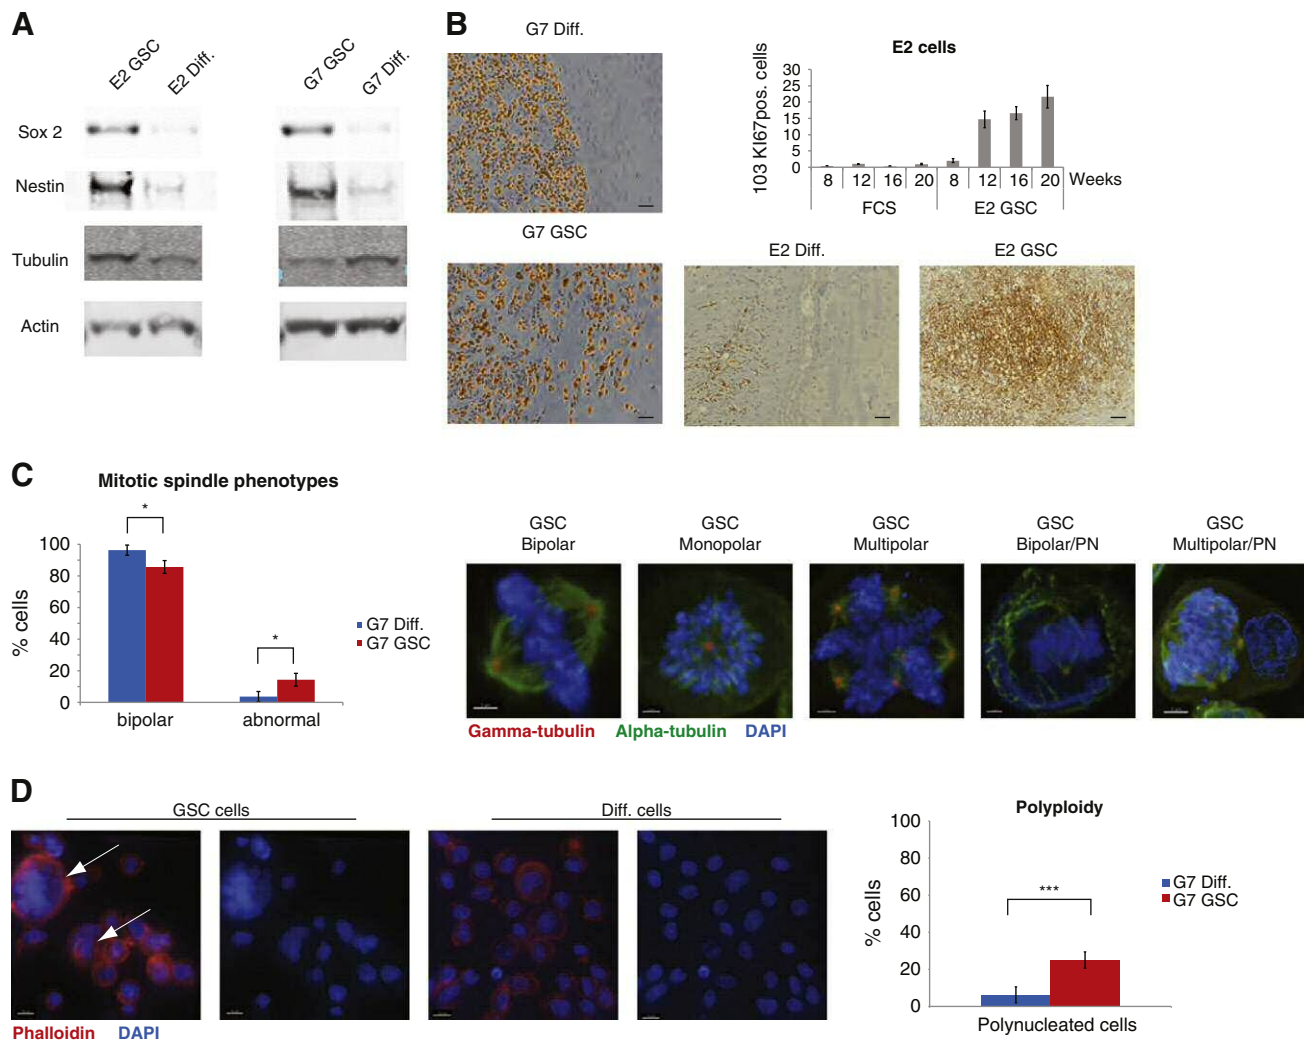 A
E2 GSC
E2 Diff.
G7 GSC
G7 Diff.
Sox 2
Nestin
Tubulin
Actin
B
G7 Diff.
G7 GSC
E2 cells
103 KI67pos. cells
30
25
20
15
10
5
0
8 12 16 20 8 12 16 20 Weeks
FCS E2 GSC
E2 Diff.
E2 GSC
C
Mitotic spindle phenotypes
% cells
100
80
60
40
20
0
*
*
bipolar abnormal
G7 Diff.
G7 GSC
GSC
Bipolar
GSC
Monopolar
GSC
Multipolar
GSC
Bipolar/PN
GSC
Multipolar/PN
Gamma-tubulin Alpha-tubulin DAPI
D
GSC cells
Diff. cells
Phalloidin DAPI
Polyploidy
% cells
100
80
60
40
20
0
***
Polynucleated cells
G7 Diff.
G7 GSC